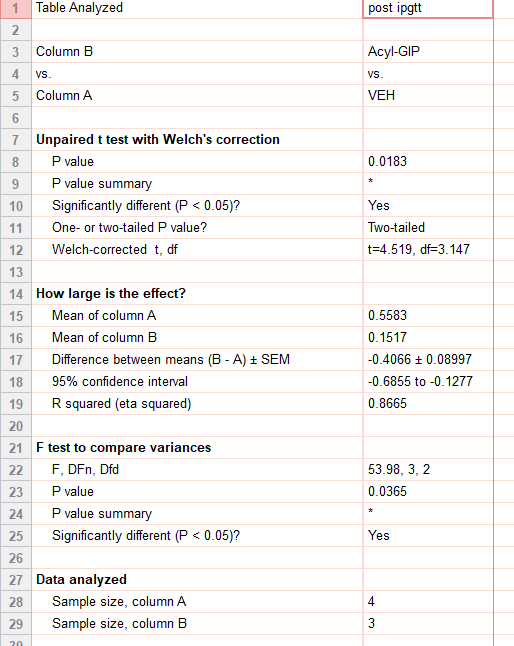 1 Table Analyzed post ipgtt
2
3 Column B Acyl-GIP
4 vs. vs.
5 Column A VEH
6
7 Unpaired t test with Welch's correction
8 P value 0.0183
9 P value summary *
10 Significantly different (P < 0.05)? Yes
11 One- or two-tailed P value? Two-tailed
12 Welch-corrected t, df t=4.519, df=3.147
13
14 How large is the effect?
15 Mean of column A 0.5583
16 Mean of column B 0.1517
17 Difference between means (B - A) ± SEM -0.4066 ± 0.08997
18 95% confidence interval -0.6855 to -0.1277
19 R squared (eta squared) 0.8665
20
21 F test to compare variances
22 F, DFn, Dfd 53.98, 3, 2
23 P value 0.0365
24 P value summary *
25 Significantly different (P < 0.05)? Yes
26
27 Data analyzed
28 Sample size, column A 4
29 Sample size, column B 3
30